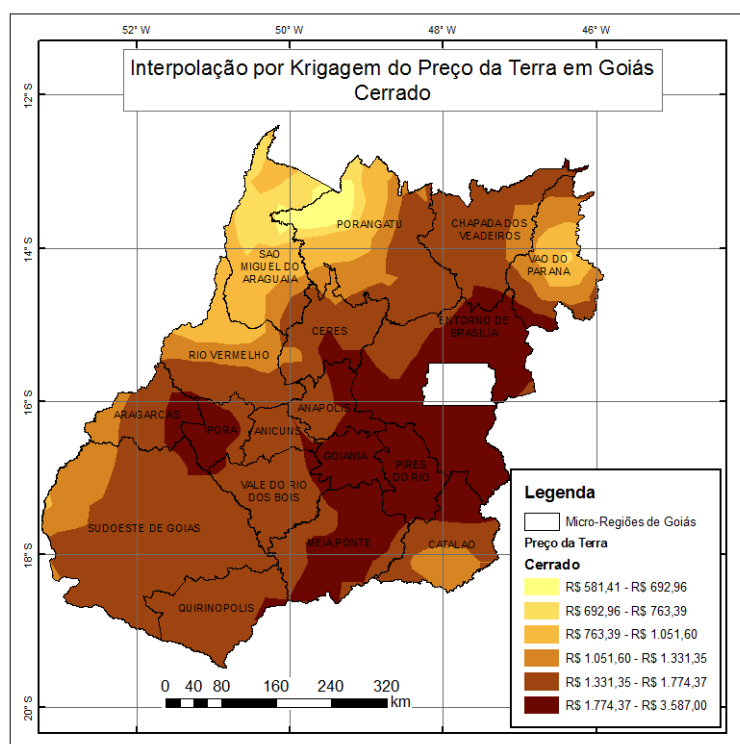 52° W 50° W 48° W 46° W
Interpolação por Krigagem do Preço da Terra em Goiás
Cerrado
12° S
14° S
16° S
18° S
20° S
PORANGATU
CHAPADA DOS
VEADEIROS
SAO
MIGUEL DO
ARAGUAIA
VAO DO
PARANA
CERES
ENTORNO DE
BRASILIA
RIO VERMELHO
ARAGARCAS
PORA
ANICUNS
ANAPOLIS
GOIANIA
PIRES
DO RIO
VALE DO RIO
DOS BOIS
SUDOESTE DE GOIAS
MEIA PONTE
CATALAO
QUIRINOPOLIS
Legenda
Micro-Regiões de Goiás
Preço da Terra
Cerrado
R$ 581,41 - R$ 692,96
R$ 692,96 - R$ 763,39
R$ 763,39 - R$ 1.051,60
R$ 1.051,60 - R$ 1.331,35
R$ 1.331,35 - R$ 1.774,37
R$ 1.774,37 - R$ 3.587,00
0 40 80 160 240 320
km